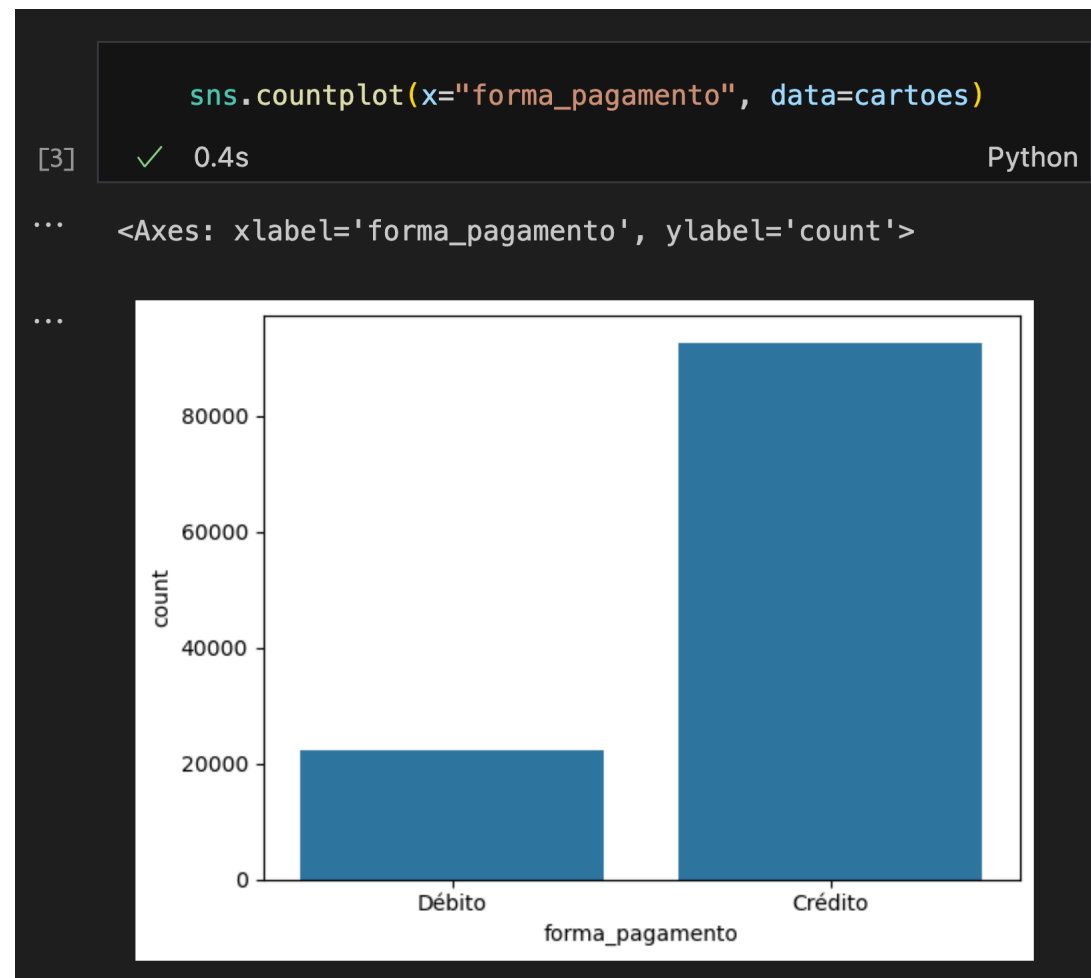 sns.countplot(x="forma_pagamento", data=cartoes)
[3] ✓ 0.4s Python
... <Axes: xlabel='forma_pagamento', ylabel='count'>
...
80000
60000
count
40000
20000
0
Débito Crédito
forma_pagamento